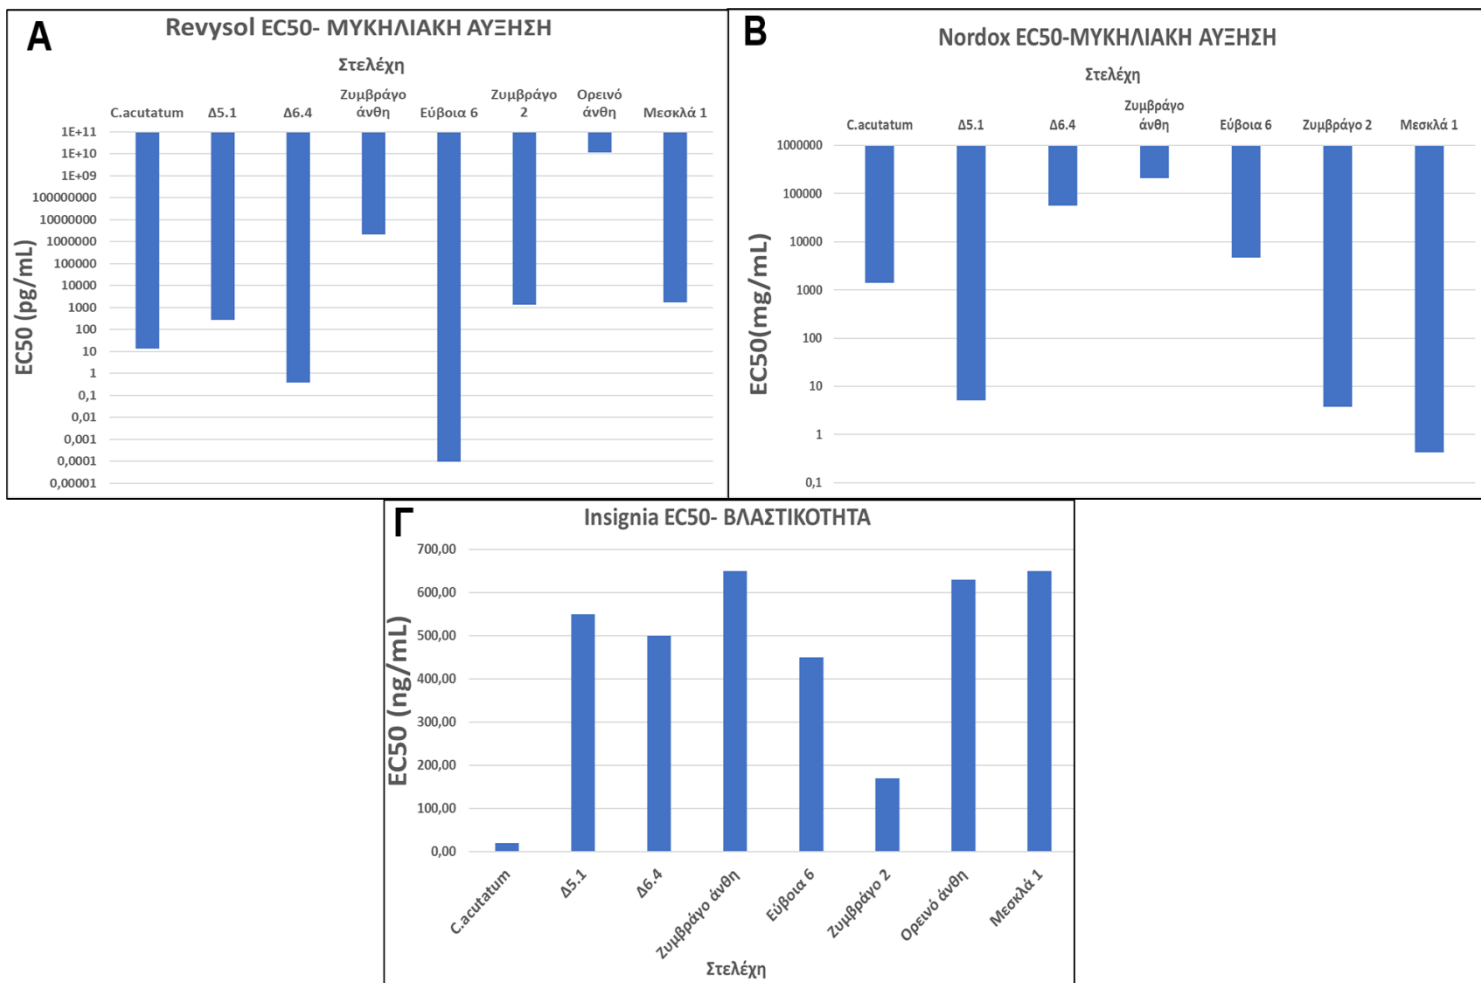 A
Revysol EC50- ΜΥΚΗΛΙΑΚΗ ΑΥΞΗΣΗ
Στελέχη
C.acutatum Δ5.1 Δ6.4 Ζυμβράγο άνθη Εύβοια 6 Ζυμβράγο 2 Ορεινό άνθη Μεσκλά 1
1E+11
1E+10
1E+09
100000000
10000000
1000000
100000
10000
1000
100
10
1
0,1
0,01
0,001
0,0001
0,00001
EC50 (pg/mL)
B
Nordox EC50-ΜΥΚΗΛΙΑΚΗ ΑΥΞΗΣΗ
Στελέχη
C.acutatum Δ5.1 Δ6.4 Ζυμβράγο άνθη Εύβοια 6 Ζυμβράγο 2 Μεσκλά 1
1000000
100000
10000
1000
100
10
1
0,1
EC50(mg/mL)
Γ
Insignia EC50- ΒΛΑΣΤΙΚΟΤΗΤΑ
700,00
600,00
500,00
400,00
300,00
200,00
100,00
0,00
EC50 (ng/mL)
C.acutatum Δ5.1 Δ6.4 Ζυμβράγο άνθη Εύβοια 6 Ζυμβράγο 2 Ορεινό άνθη Μεσκλά 1
Στελέχη